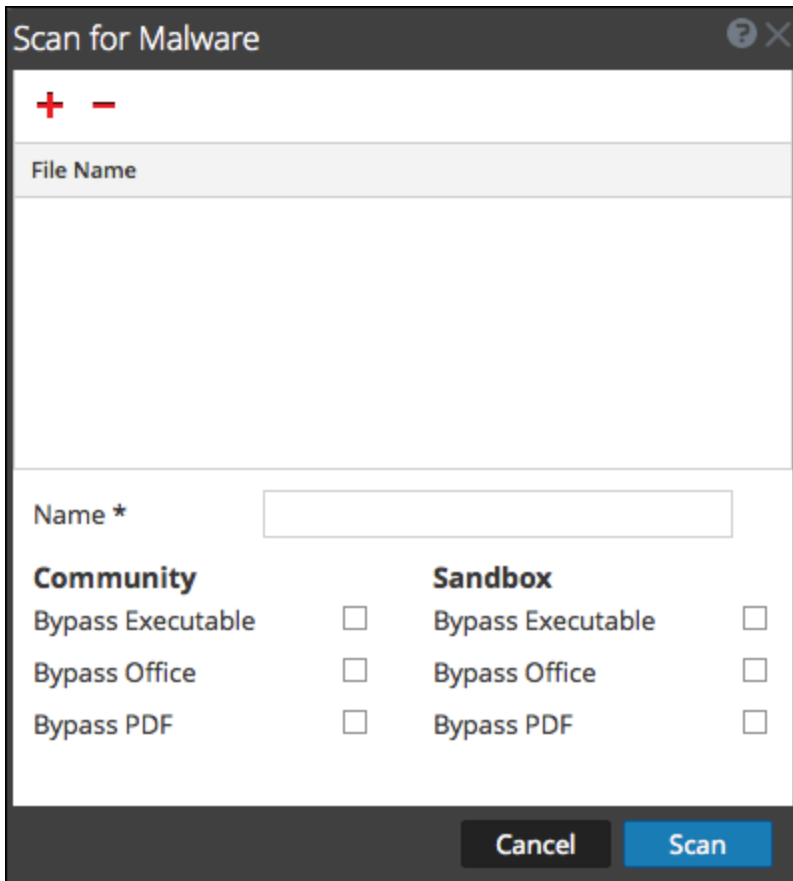 Scan for Malware
File Name
Name *
Community Sandbox
Bypass Executable Bypass Executable
Bypass Office Bypass Office
Bypass PDF Bypass PDF
Cancel Scan